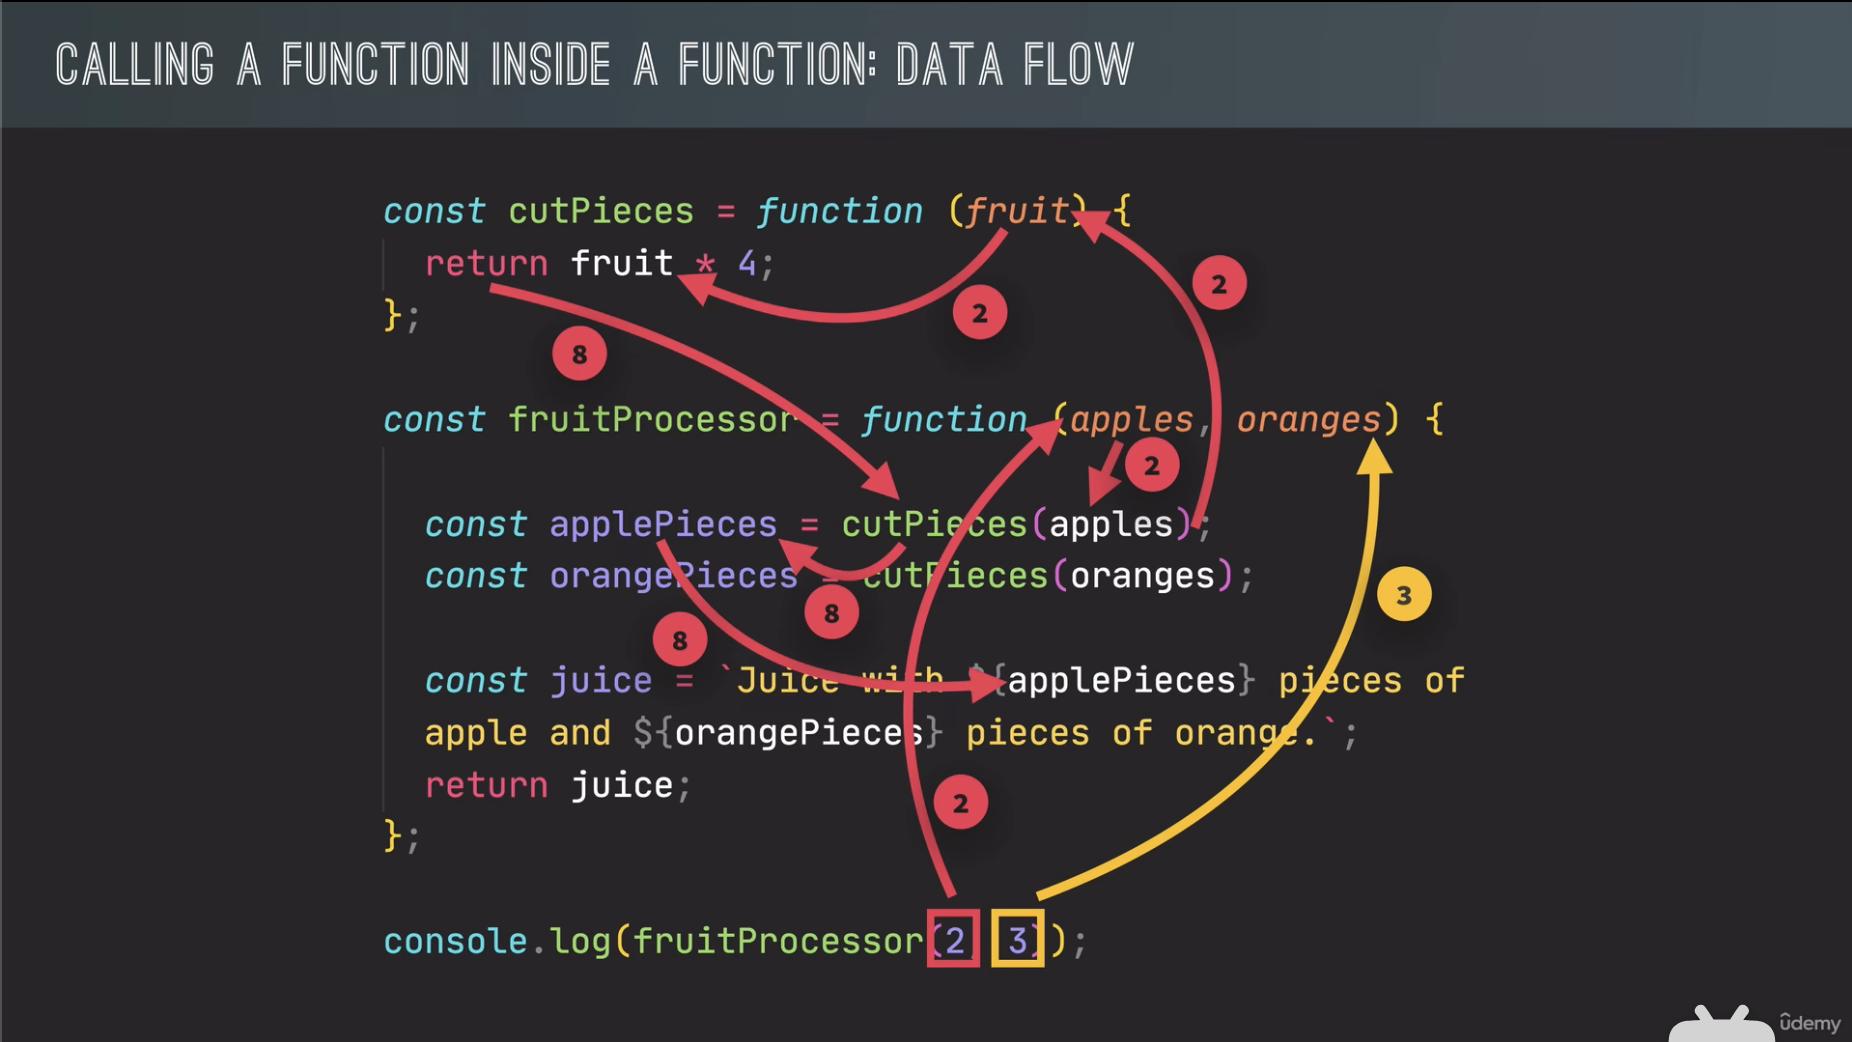 CALLING A FUNCTION INSIDE A FUNCTION: DATA FLOW
const cutPieces = function (fruit) {
return fruit * 4;
};
2
2
8
const fruitProcessor = function (apples, oranges) {
2
const applePieces = cutPieces(apples);
const orangePieces = cutPieces(oranges);
3
8
8
const juice = `Juice with ${applePieces} pieces of
apple and ${orangePieces} pieces of orange.`;
return juice;
2
};
console.log(fruitProcessor(2 3));
udemy